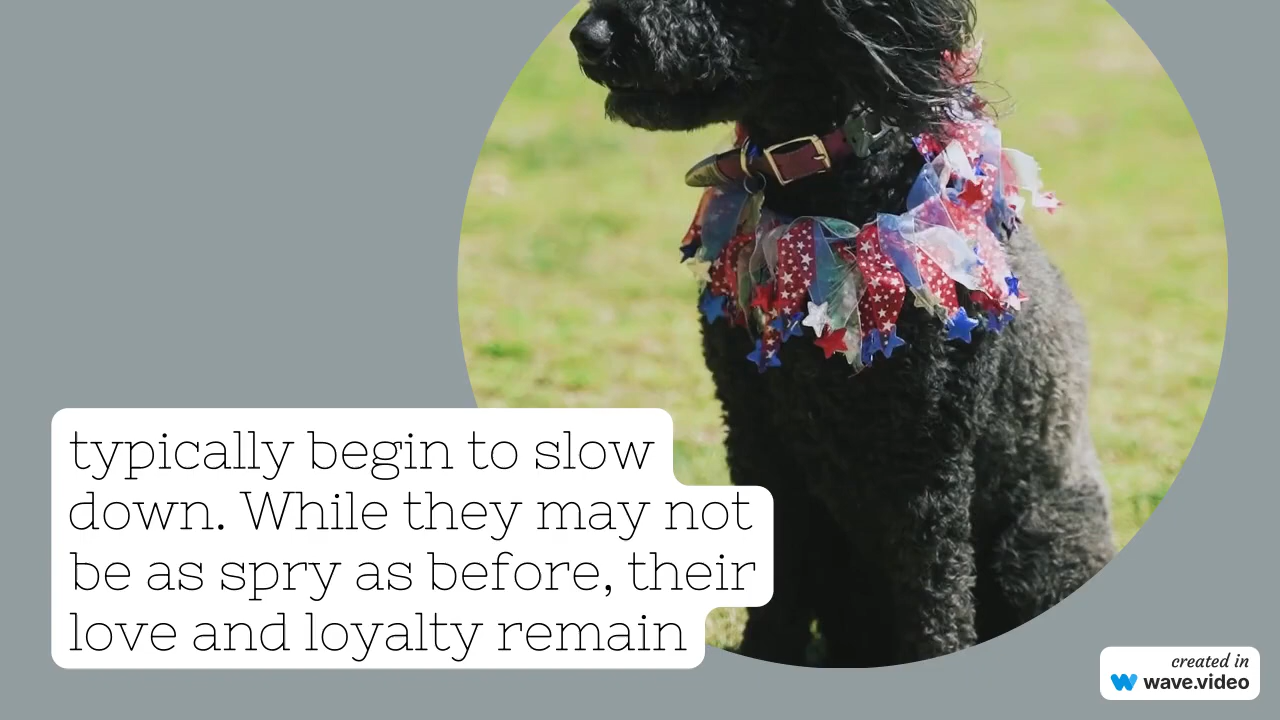 typically begin to slow
down. While they may not
be as spry as before, their
love and loyalty remain
created in
wave.video